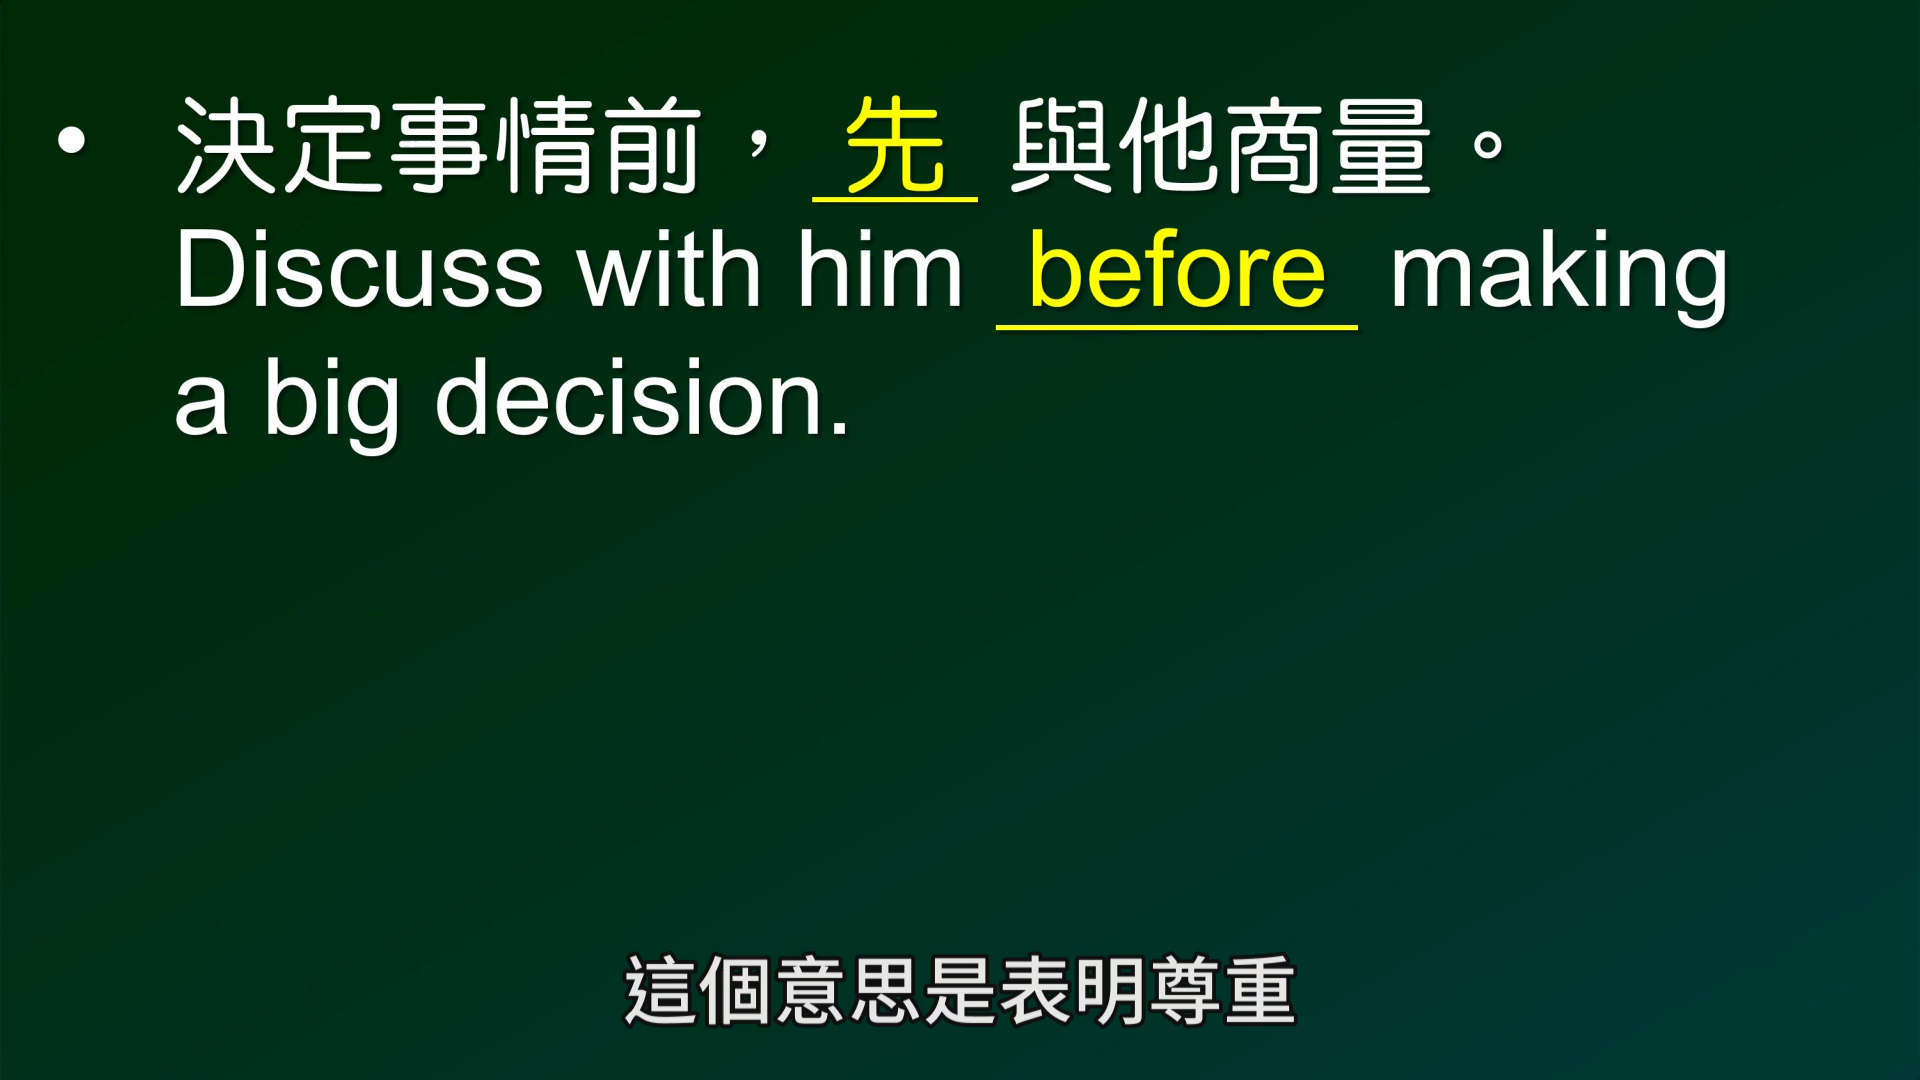 • 決定事情前，先 與他商量。
Discuss with him before making
a big decision.
這個意思是表明尊重